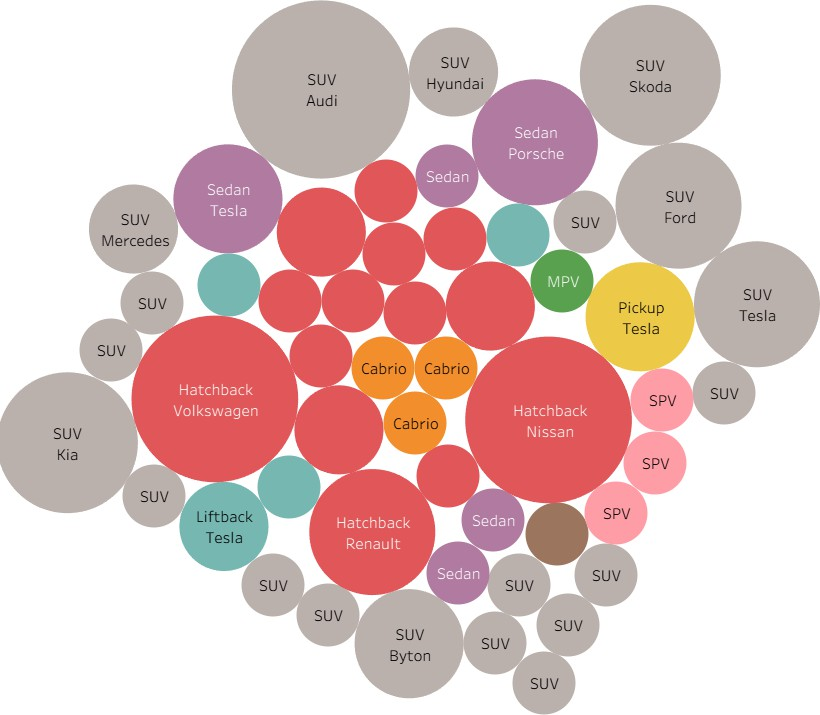 SUV
Audi
SUV
Hyundai
SUV
Skoda
Sedan
Porsche
Sedan
Sedan
Tesla
SUV
Ford
SUV
Mercedes
SUV
MPV
SUV
SUV
Tesla
Pickup
Tesla
SUV
Cabrio
Cabrio
SUV
Hatchback
Volkswagen
SPV
Hatchback
Nissan
Cabrio
SUV
Kia
SPV
SUV
SPV
Liftback
Tesla
Sedan
Hatchback
Renault
Sedan
SUV
SUV
SUV
SUV
SUV
SUV
Byton
SUV
SUV